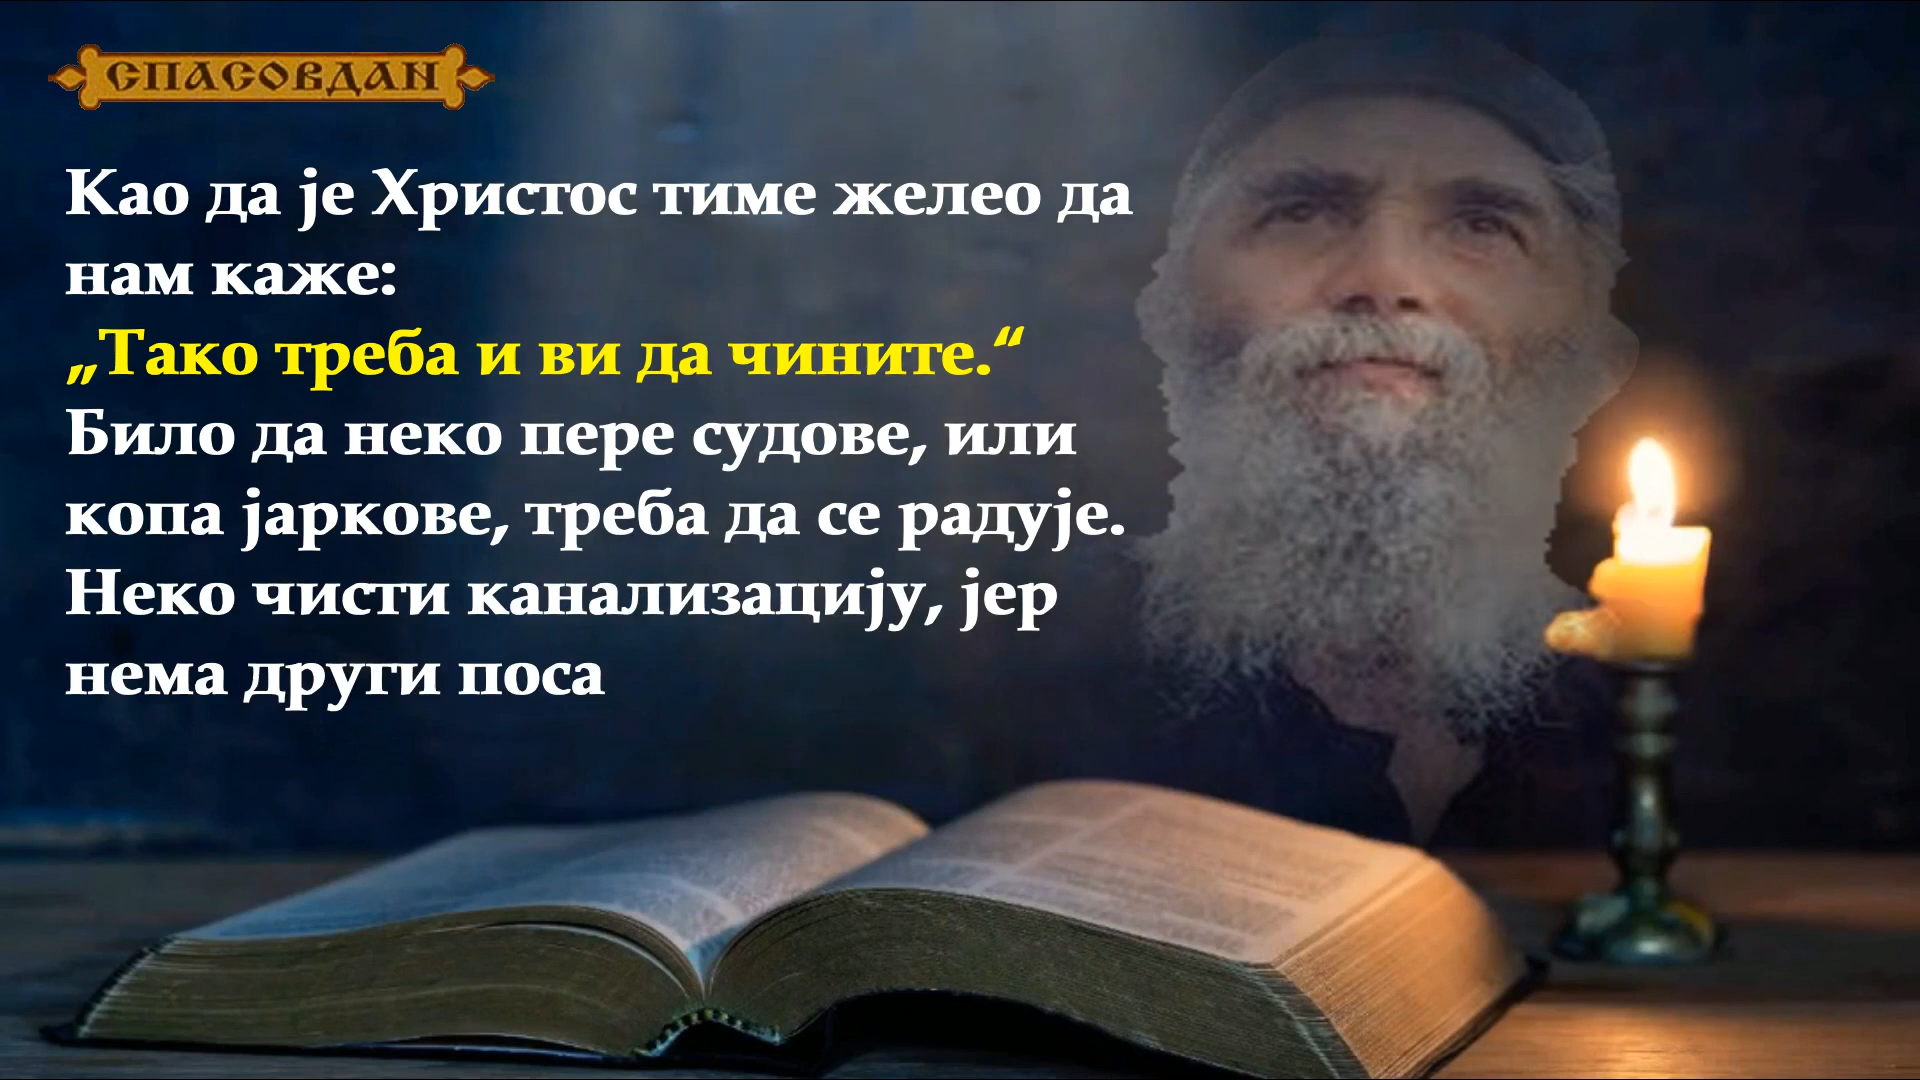 СПАСОВДАН
Као да је Христос тиме желео да
нам каже:
„Тако треба и ви да чините.“
Било да неко пере судове, или
копа јаркове, треба да се радује.
Неко чисти канализацију, јер
нема други поса